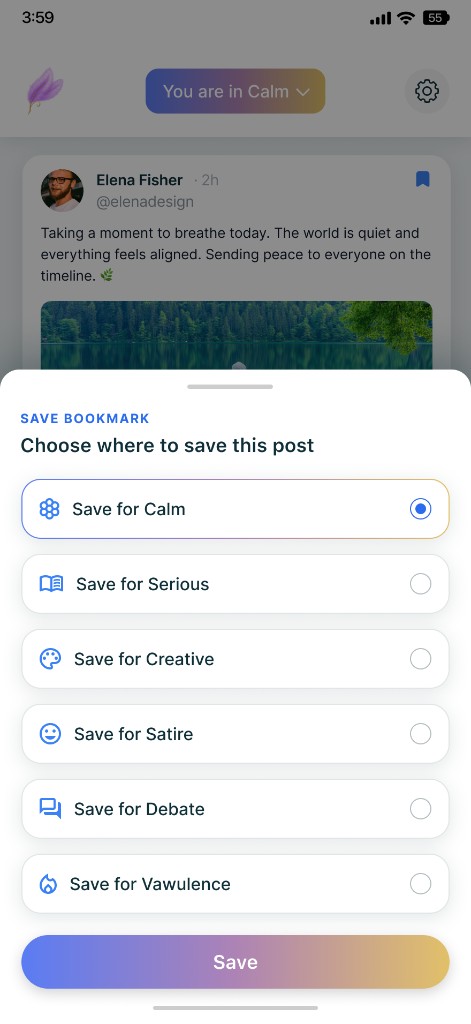 3:59
55
You are in Calm
Elena Fisher · 2h
@elenadesign
Taking a moment to breathe today. The world is quiet and
everything feels aligned. Sending peace to everyone on the
timeline. 🌿
SAVE BOOKMARK
Choose where to save this post
Save for Calm
Save for Serious
Save for Creative
Save for Satire
Save for Debate
Save for Vawulence
Save